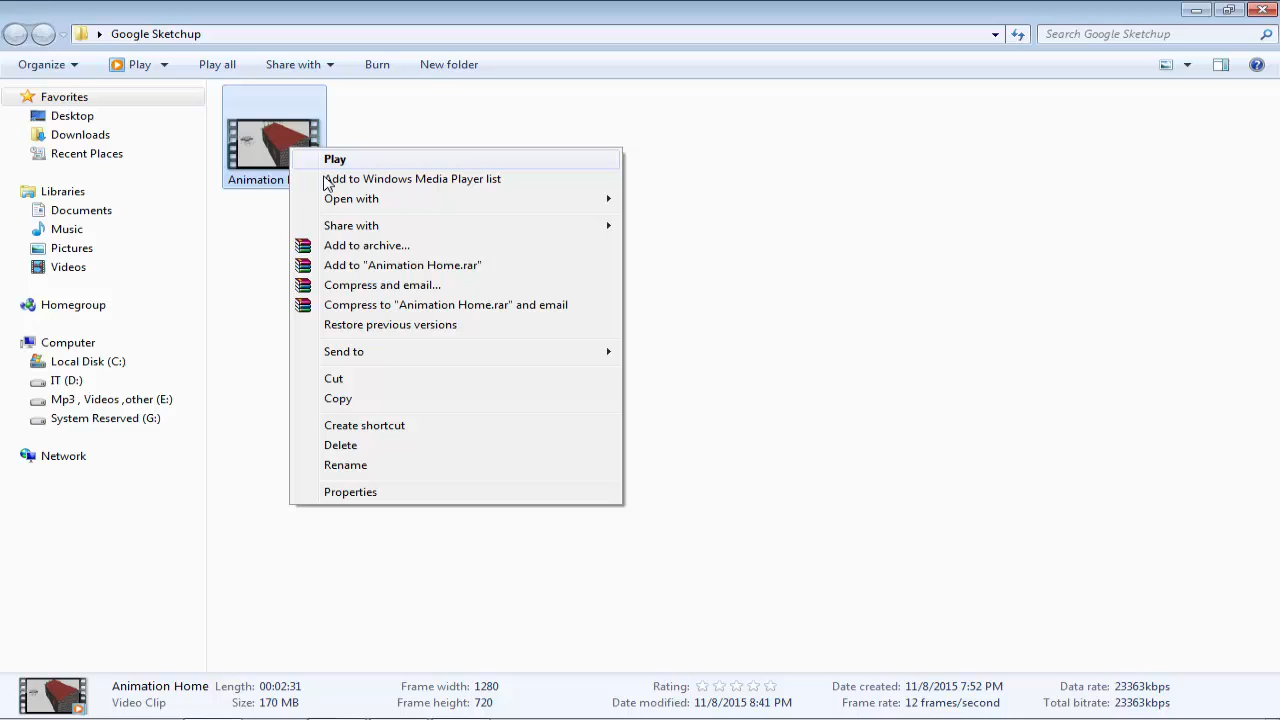 Google Sketchup
Search Google Sketchup
Organize
Play
Play all
Share with
Burn
New folder
Favorites
Desktop
Downloads
Recent Places
Libraries
Documents
Music
Pictures
Videos
Homegroup
Computer
Local Disk (C:)
IT (D:)
Mp3 , Videos ,other (E:)
System Reserved (G:)
Network
Animation
Play
Add to Windows Media Player list
Open with
Share with
Add to archive...
Add to "Animation Home.rar"
Compress and email...
Compress to "Animation Home.rar" and email
Restore previous versions
Send to
Cut
Copy
Create shortcut
Delete
Rename
Properties
Animation Home Length: 00:02:31 Frame width: 1280 Rating: Date created: 11/8/2015 7:52 PM Data rate: 23363kbps
Video Clip Size: 170 MB Frame height: 720 Date modified: 11/8/2015 8:41 PM Frame rate: 12 frames/second Total bitrate: 23363kbps